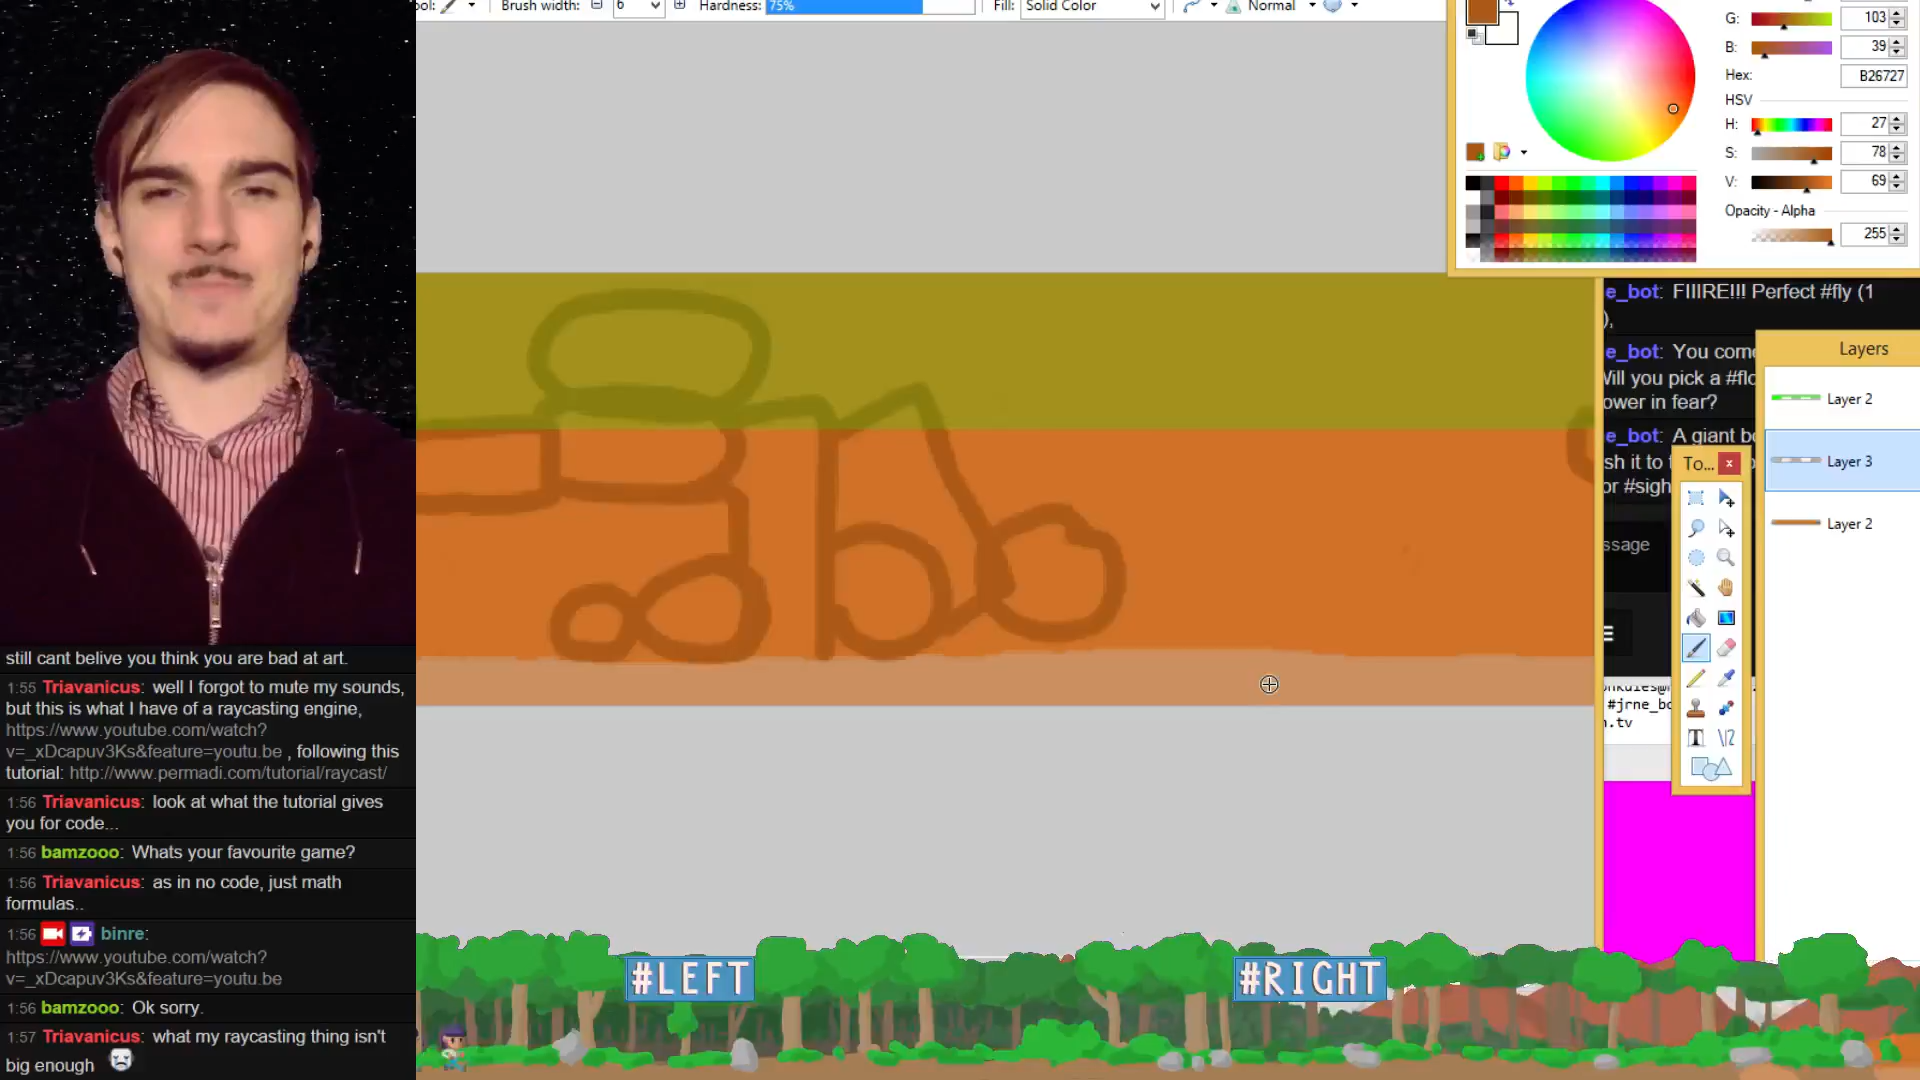 ool:
Brush width:
6
Hardness:
75%
Fill:
Solid Color
Normal
G:
103
B:
39
Hex:
B26727
HSV
H:
27
S:
78
V:
69
Opacity - Alpha
255
e_bot: FIIIRE!!! Perfect #fly (1
),
e_bot: You come
Will you pick a #flo
ower in fear?
e_bot: A giant bo
sh it to t
or #sigh
ssage
#jrne_bo
n.tv
Layers
Layer 2
Layer 3
Layer 2
To...
still cant belive you think you are bad at art.
1:55 Triavanicus: well I forgot to mute my sounds,
but this is what I have of a raycasting engine,
https://www.youtube.com/watch?
v=_xDcapuv3Ks&feature=youtu.be , following this
tutorial: http://www.permadi.com/tutorial/raycast/
1:56 Triavanicus: look at what the tutorial gives
you for code...
1:56 bamzooo: Whats your favourite game?
1:56 Triavanicus: as in no code, just math
formulas..
1:56 binre:
https://www.youtube.com/watch?
v=_xDcapuv3Ks&feature=youtu.be
1:56 bamzooo: Ok sorry.
1:57 Triavanicus: what my raycasting thing isn't
big enough
#LEFT
#RIGHT